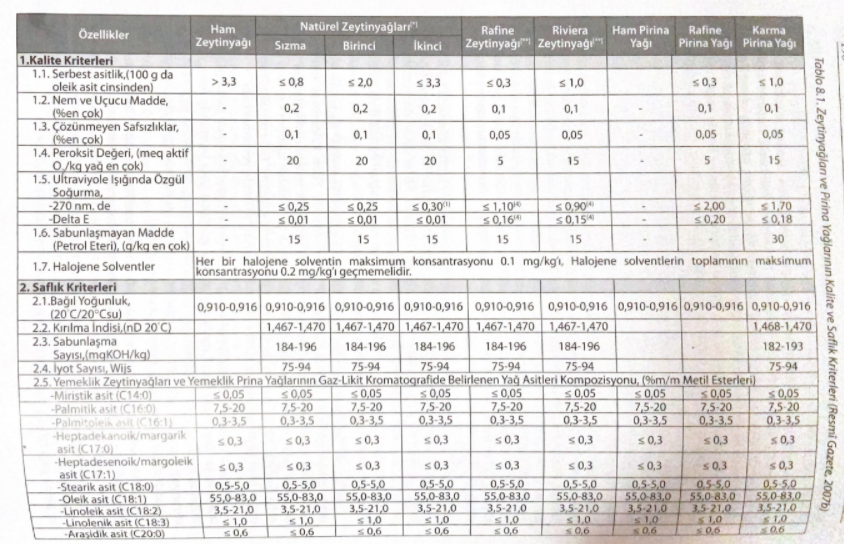 Özellikler Ham Zeytinyağı Natürel Zeytinyağları(*) Rafine Zeytinyağı(**) Riviera Zeytinyağı(**) Ham Pirina Yağı Rafine Pirina Yağı Karma Pirina Yağı
Sızma Birinci İkinci
1.Kalite Kriterleri
1.1. Serbest asitlik,(100 g da oleik asit cinsinden) > 3,3 ≤ 0,8 ≤ 2,0 ≤ 3,3 ≤ 0,3 ≤ 1,0 ≤ 0,3 ≤ 1,0
1.2. Nem ve Uçucu Madde, (%en çok) - 0,2 0,2 0,2 0,1 0,1 - 0,1 0,1
1.3. Çözünmeyen Safsızlıklar, (%en çok) - 0,1 0,1 0,1 0,05 0,05 - 0,05 0,05
1.4. Peroksit Değeri, (meq aktif O₂/kg yağ en çok) - 20 20 20 5 15 - 5 15
1.5. Ultraviyole Işığında Özgül Soğurma,
-270 nm. de - ≤ 0,25 ≤ 0,25 ≤ 0,30 ≤ 1,10(4) ≤ 0,90(4) - ≤ 2,00 ≤ 1,70
-Delta E - ≤ 0,01 ≤ 0,01 ≤ 0,01 ≤ 0,16(4) ≤ 0,15(4) - ≤ 0,20 ≤ 0,18
1.6. Sabunlaşmayan Madde (Petrol Eteri), (g/kg en çok) - 15 15 15 15 15 - - 30
1.7. Halojene Solventler Her bir halojene solventin maksimum konsantrasyonu 0.1 mg/kg'ı, Halojene solventlerin toplamının maksimum
konsantrasyonu 0.2 mg/kg'ı geçmemelidir.
2. Saflık Kriterleri
2.1.Bağıl Yoğunluk, (20°C/20°Csu) 0,910-0,916 0,910-0,916 0,910-0,916 0,910-0,916 0,910-0,916 0,910-0,916 0,910-0,916 0,910-0,916 0,910-0,916
2.2. Kırılma İndisi,(nD 20°C) 1,467-1,470 1,467-1,470 1,467-1,470 1,467-1,470 1,467-1,470 1,468-1,470
2.3. Sabunlaşma Sayısı,(mgKOH/kg) 184-196 184-196 184-196 184-196 184-196 - 182-193
2.4. İyot Sayısı, Wijs 75-94 75-94 75-94 75-94 75-94 75-94
2.5. Yemeklik Zeytinyağları ve Yemeklik Prina Yağlarının Gaz-Likit Kromatografide Belirlenen Yağ Asitleri Kompozisyonu, (%m/m Metil Esterleri)
-Miristik asit (C14:0) ≤ 0,05 ≤ 0,05 ≤ 0,05 ≤ 0,05 ≤ 0,05 ≤ 0,05 ≤ 0,05 ≤ 0,05 ≤ 0,05
-Palmitik asit (C16:0) 7,5-20 7,5-20 7,5-20 7,5-20 7,5-20 7,5-20 7,5-20 7,5-20 7,5-20
-Palmitoleik asit (C16:1) 0,3-3,5 0,3-3,5 0,3-3,5 0,3-3,5 0,3-3,5 0,3-3,5 0,3-3,5 0,3-3,5 0,3-3,5
-Heptadekanoik/margarik asit (C17:0) ≤ 0,3 ≤ 0,3 ≤ 0,3 ≤ 0,3 ≤ 0,3 ≤ 0,3 ≤ 0,3 ≤ 0,3 ≤ 0,3
-Heptadesenoik/margoleik asit (C17:1) ≤ 0,3 ≤ 0,3 ≤ 0,3 ≤ 0,3 ≤ 0,3 ≤ 0,3 ≤ 0,3 ≤ 0,3 ≤ 0,3
-Stearik asit (C18:0) 0,5-5,0 0,5-5,0 0,5-5,0 0,5-5,0 0,5-5,0 0,5-5,0 0,5-5,0 0,5-5,0 0,5-5,0
-Oleik asit (C18:1) 55,0-83,0 55,0-83,0 55,0-83,0 55,0-83,0 55,0-83,0 55,0-83,0 55,0-83,0 55,0-83,0 55,0-83,0
-Linoleik asit (C18:2) 3,5-21,0 3,5-21,0 3,5-21,0 3,5-21,0 3,5-21,0 3,5-21,0 3,5-21,0 3,5-21,0 3,5-21,0
-Linolenik asit (C18:3) ≤ 1,0 ≤ 1,0 ≤ 1,0 ≤ 1,0 ≤ 1,0 ≤ 1,0 ≤ 1,0 ≤ 1,0 ≤ 1,0
-Araşidik asit (C20:0) ≤ 0,6 ≤ 0,6 ≤ 0,6 ≤ 0,6 ≤ 0,6 ≤ 0,6 ≤ 0,6 ≤ 0,6 ≤ 0,6
Tablo 8.1. Zeytinyağları ve Pirina Yağlarının Kalite ve Saflık Kriterleri (Resmi Gazete, 2007b)